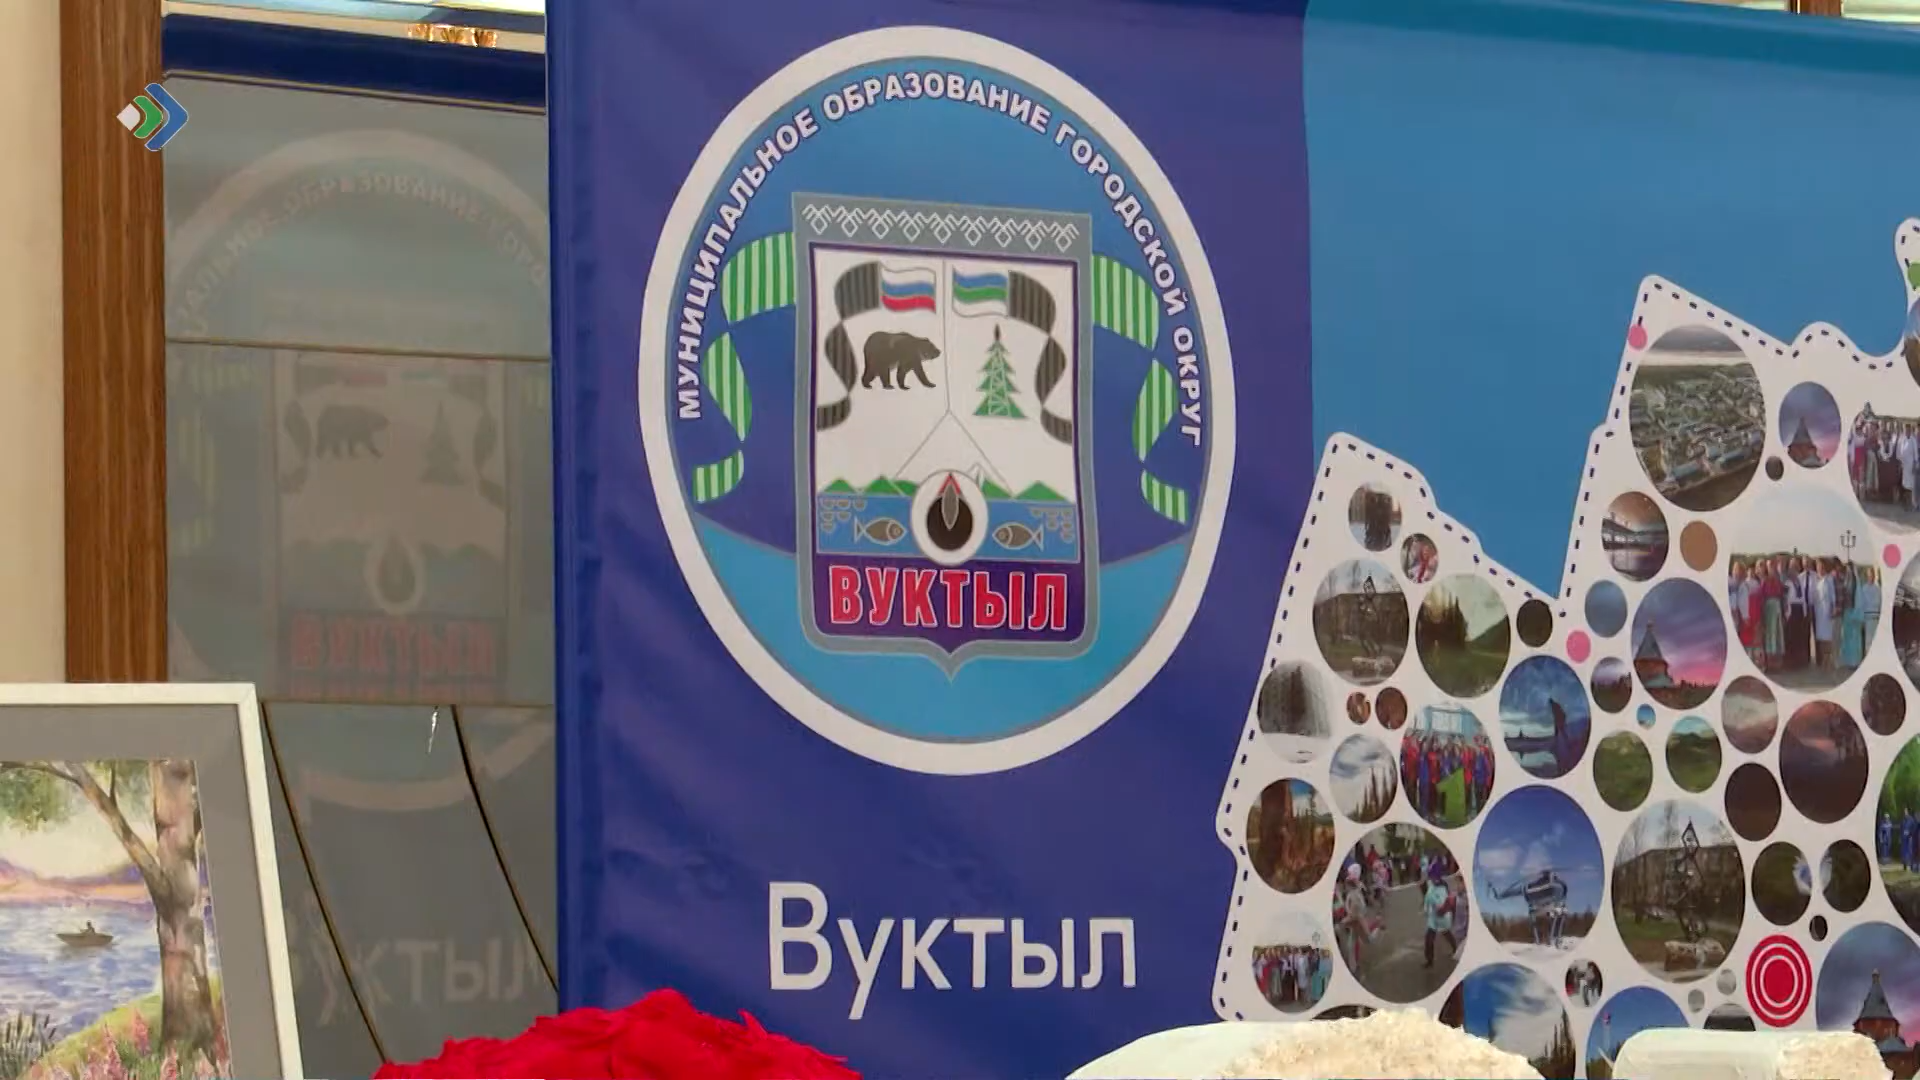 МУНИЦИПАЛЬНОЕ ОБРАЗОВАНИЕ ГОРОДСКОЙ ОКРУГ
ВУКТЫЛ
Вуктыл